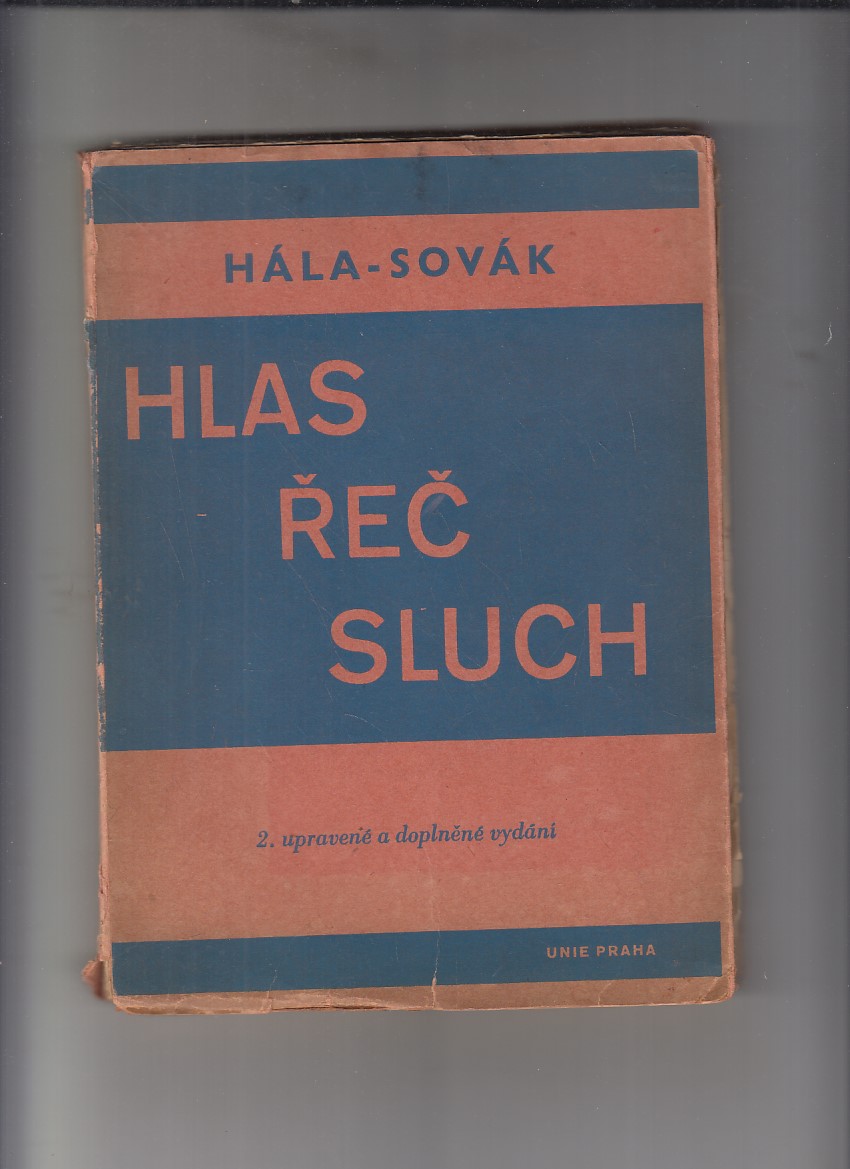 HÁLA-SOVÁK
HLAS
ŘEČ
SLUCH
2. upravené a doplněné vydání
UNIE PRAHA